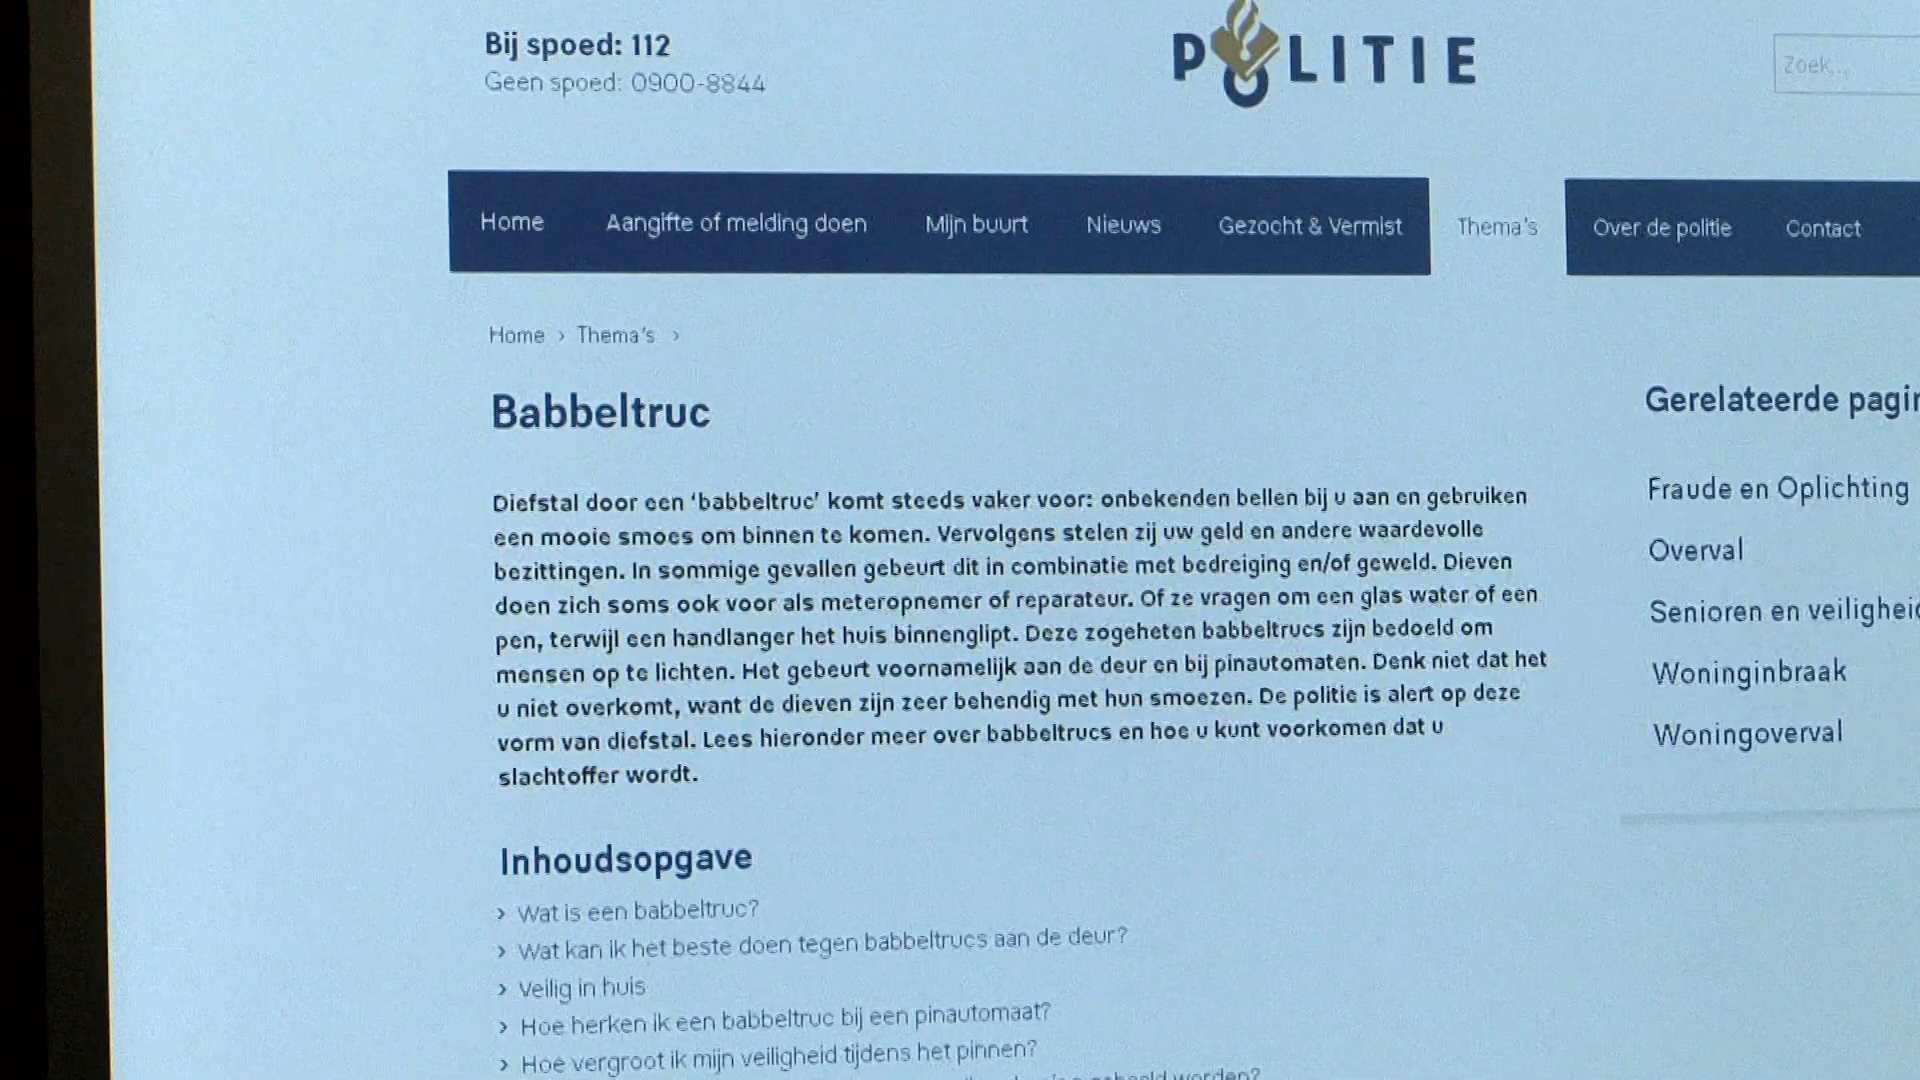 Bij spoed: 112
Geen spoed: 0900-8844
POLITIE
Zoek...
Home Aangifte of melding doen Mijn buurt Nieuws Gezocht & Vermist Thema's Over de politie Contact
Home › Thema's ›
Babbeltruc
Diefstal door een 'babbeltruc' komt steeds vaker voor: onbekenden bellen bij u aan en gebruiken
een mooie smoes om binnen te komen. Vervolgens stelen zij uw geld en andere waardevolle
bezittingen. In sommige gevallen gebeurt dit in combinatie met bedreiging en/of geweld. Dieven
doen zich soms ook voor als meteropnemer of reparateur. Of ze vragen om een glas water of een
pen, terwijl een handlanger het huis binnenglipt. Deze zogeheten babbeltrucs zijn bedoeld om
mensen op te lichten. Het gebeurt voornamelijk aan de deur en bij pinautomaten. Denk niet dat het
u niet overkomt, want de dieven zijn zeer behendig met hun smoezen. De politie is alert op deze
vorm van diefstal. Lees hieronder meer over babbeltrucs en hoe u kunt voorkomen dat u
slachtoffer wordt.
Inhoudsopgave
› Wat is een babbeltruc?
› Wat kan ik het beste doen tegen babbeltrucs aan de deur?
› Veilig in huis
› Hoe herken ik een babbeltruc bij een pinautomaat?
› Hoe vergroot ik mijn veiligheid tijdens het pinnen?
worden?
Gerelateerde pagin
Fraude en Oplichting
Overval
Senioren en veiligheid
Woninginbraak
Woningoverval